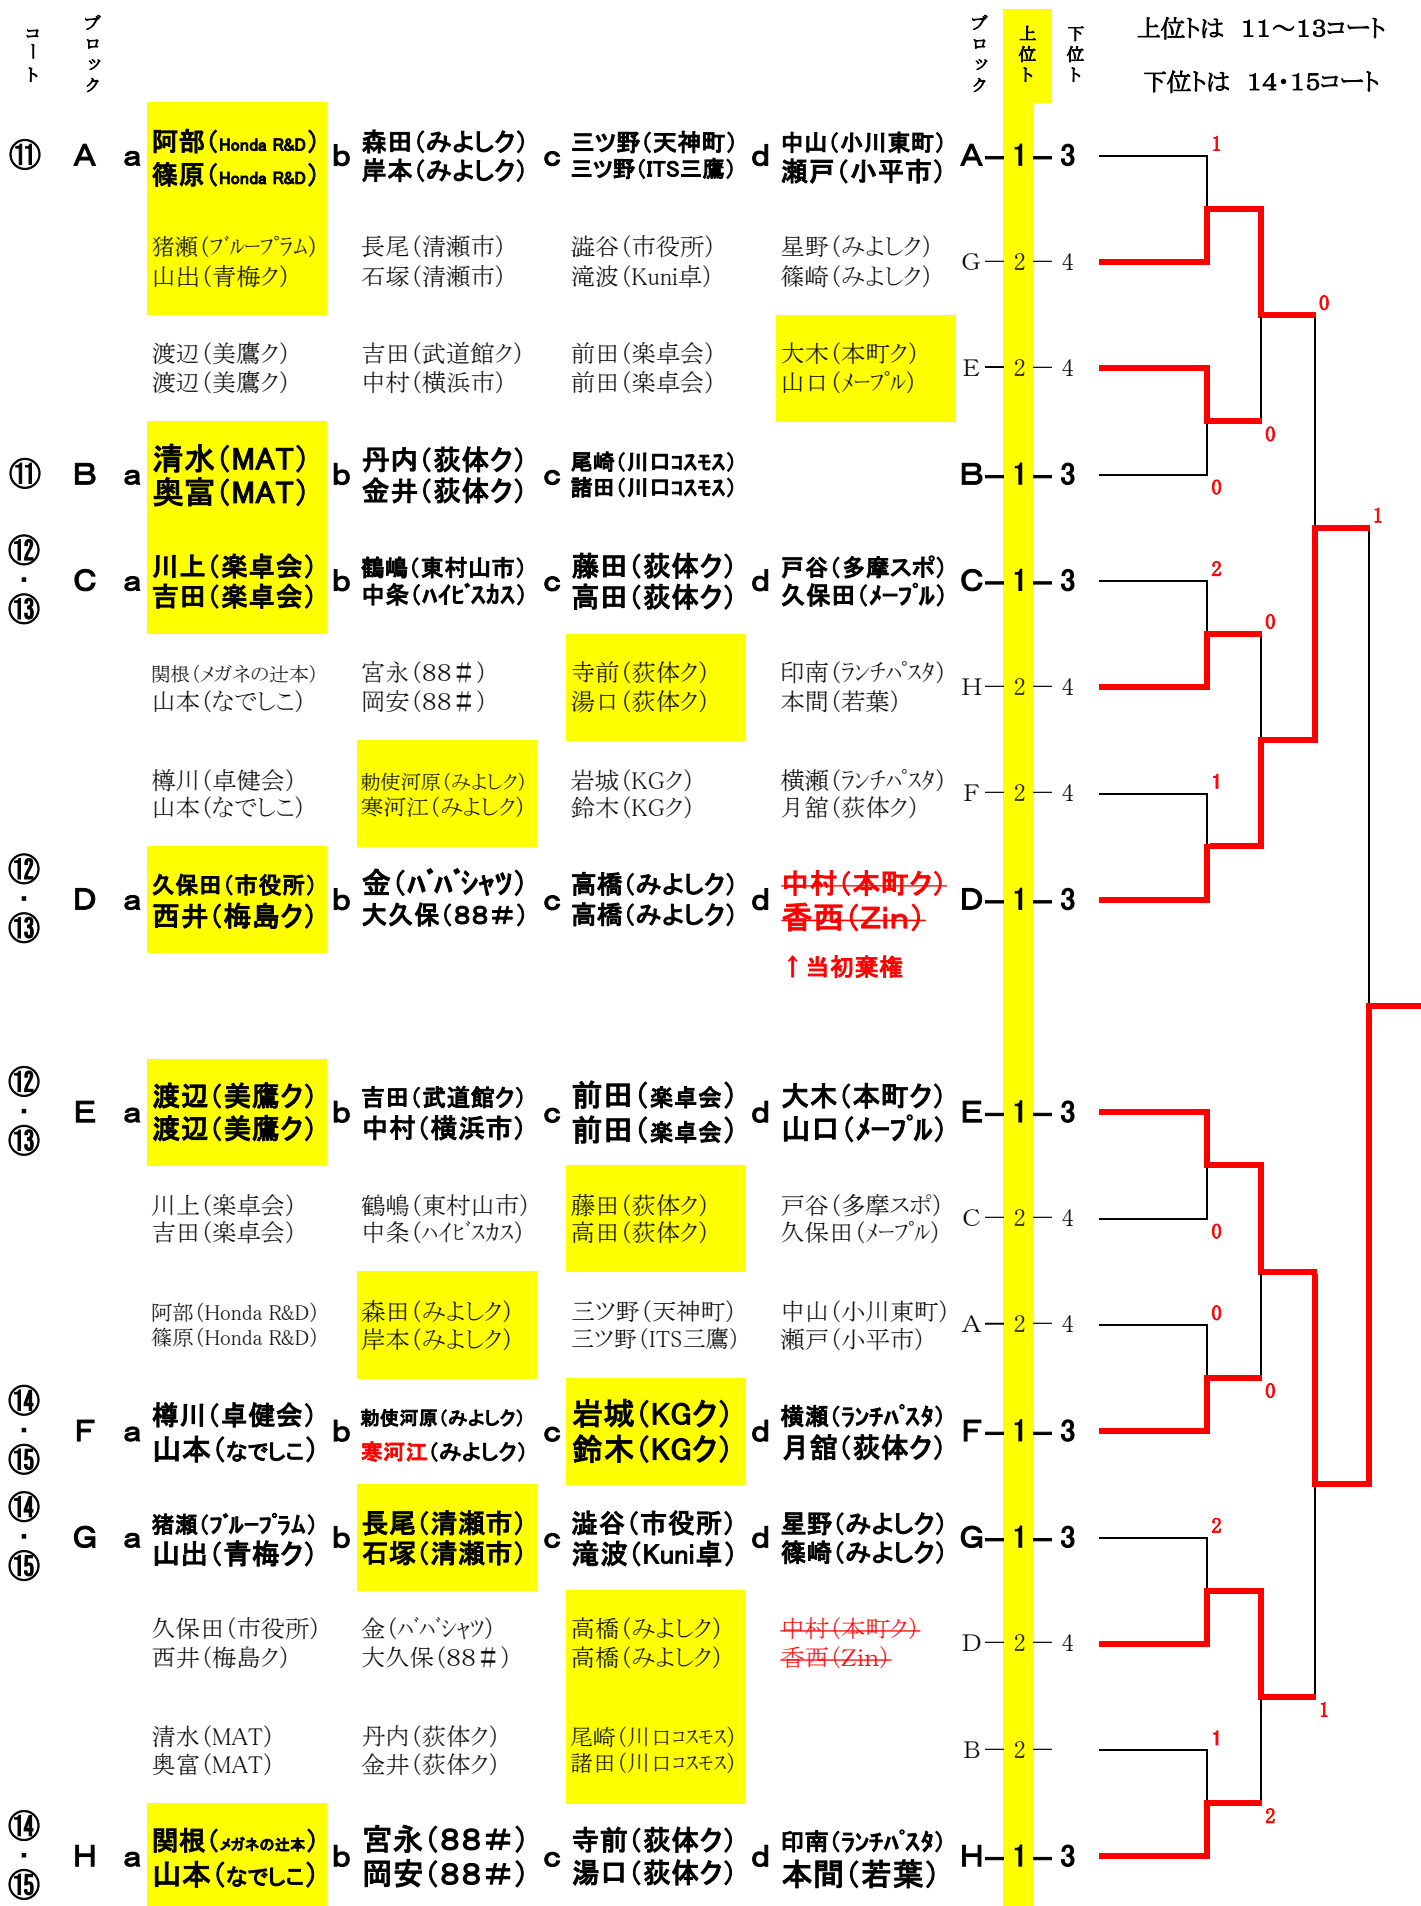 コート ブロック ブロック 上位ト 下位ト 上位トは 11～13コート
下位トは 14・15コート
⑪ A a 阿部(Honda R&D) b 森田(みよしク) c 三ツ野(天神町) d 中山(小川東町) A 1 3 1
篠原(Honda R&D) 岸本(みよしク) 三ツ野(ITS三鷹) 瀬戸(小平市)
猪瀬(ブループラム) 長尾(清瀬市) 澁谷(市役所) 星野(みよしク) G 2 4
山出(青梅ク) 石塚(清瀬市) 滝波(Kuni卓) 篠崎(みよしク)
0
渡辺(美鷹ク) 吉田(武道館ク) 前田(楽卓会) 大木(本町ク) E 2 4
渡辺(美鷹ク) 中村(横浜市) 前田(楽卓会) 山口(メープル)
0
⑪ B a 清水(MAT) b 丹内(荻体ク) c 尾崎(川口コスモス) B 1 3
奥富(MAT) 金井(荻体ク) 諸田(川口コスモス) 0
1
⑫・⑬ C a 川上(楽卓会) b 鶴嶋(東村山市) c 藤田(荻体ク) d 戸谷(多摩スポ) C 1 3 2
吉田(楽卓会) 中条(ハイビスカス) 高田(荻体ク) 久保田(メープル)
0
関根(メガネの辻本) 宮永(88#) 寺前(荻体ク) 印南(ランチパスタ) H 2 4
山本(なでしこ) 岡安(88#) 湯口(荻体ク) 本間(若葉)
樽川(卓健会) 勅使河原(みよしク) 岩城(KGク) 横瀬(ランチパスタ) F 2 4 1
山本(なでしこ) 寒河江(みよしク) 鈴木(KGク) 月舘(荻体ク)
⑫・⑬ D a 久保田(市役所) b 金(ババシャツ) c 高橋(みよしク) d 中村(本町ク) D 1 3
西井(梅島ク) 大久保(88#) 高橋(みよしク) 香西(Zin)
↑当初棄権
⑫・⑬ E a 渡辺(美鷹ク) b 吉田(武道館ク) c 前田(楽卓会) d 大木(本町ク) E 1 3
渡辺(美鷹ク) 中村(横浜市) 前田(楽卓会) 山口(メープル)
川上(楽卓会) 鶴嶋(東村山市) 藤田(荻体ク) 戸谷(多摩スポ) C 2 4
吉田(楽卓会) 中条(ハイビスカス) 高田(荻体ク) 久保田(メープル) 0
阿部(Honda R&D) 森田(みよしク) 三ツ野(天神町) 中山(小川東町) A 2 4 0
篠原(Honda R&D) 岸本(みよしク) 三ツ野(ITS三鷹) 瀬戸(小平市)
0
⑭・⑮ F a 樽川(卓健会) b 勅使河原(みよしク) c 岩城(KGク) d 横瀬(ランチパスタ) F 1 3
山本(なでしこ) 寒河江(みよしク) 鈴木(KGク) 月舘(荻体ク)
⑭・⑮ G a 猪瀬(ブループラム) b 長尾(清瀬市) c 澁谷(市役所) d 星野(みよしク) G 1 3 2
山出(青梅ク) 石塚(清瀬市) 滝波(Kuni卓) 篠崎(みよしク)
久保田(市役所) 金(ババシャツ) 高橋(みよしク) 中村(本町ク) D 2 4
西井(梅島ク) 大久保(88#) 高橋(みよしク) 香西(Zin)
1
清水(MAT) 丹内(荻体ク) 尾崎(川口コスモス) B 2 1
奥富(MAT) 金井(荻体ク) 諸田(川口コスモス)
2
⑭・⑮ H a 関根(メガネの辻本) b 宮永(88#) c 寺前(荻体ク) d 印南(ランチパスタ) H 1 3
山本(なでしこ) 岡安(88#) 湯口(荻体ク) 本間(若葉)